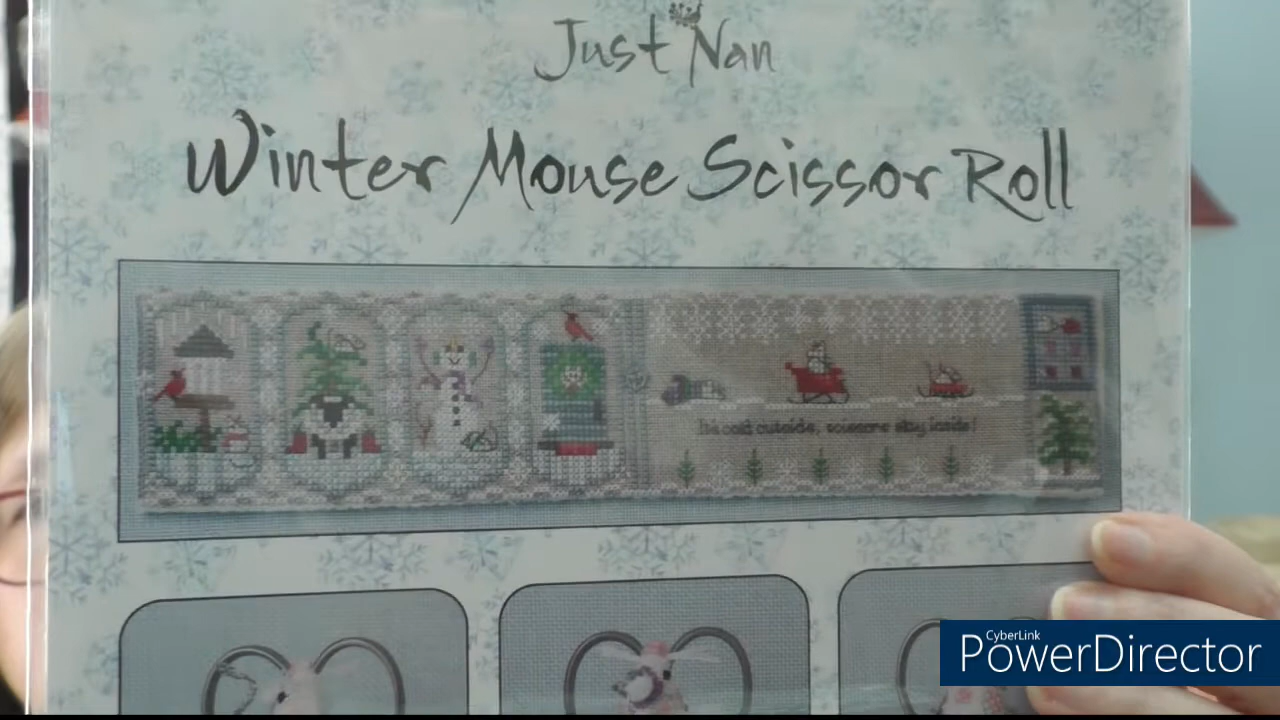 Just Nan
Winter Mouse Scissor Roll
It's cold outside, scissors stay inside!
CyberLink
PowerDirector